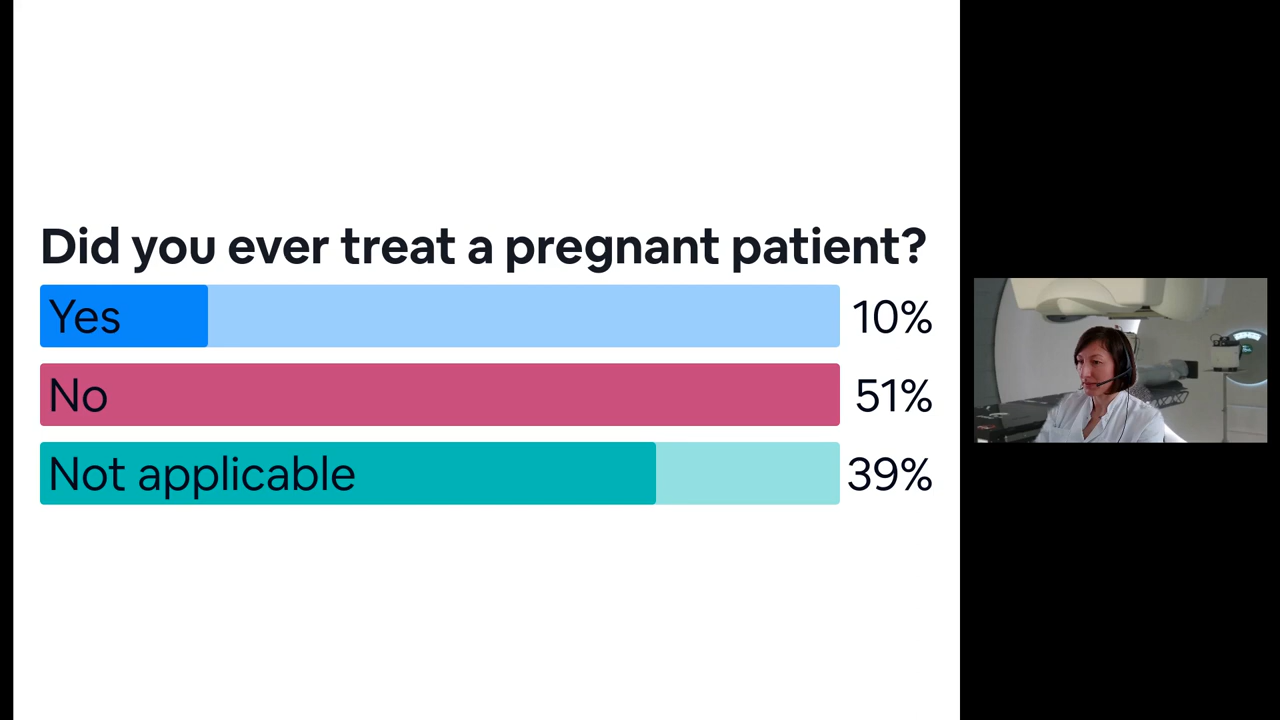 Did you ever treat a pregnant patient?
Yes 10%
No 51%
Not applicable 39%